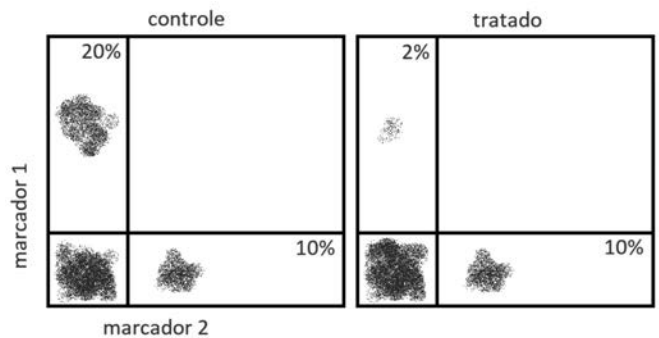 controle
tratado
20%
2%
marcador 1
10%
10%
marcador 2